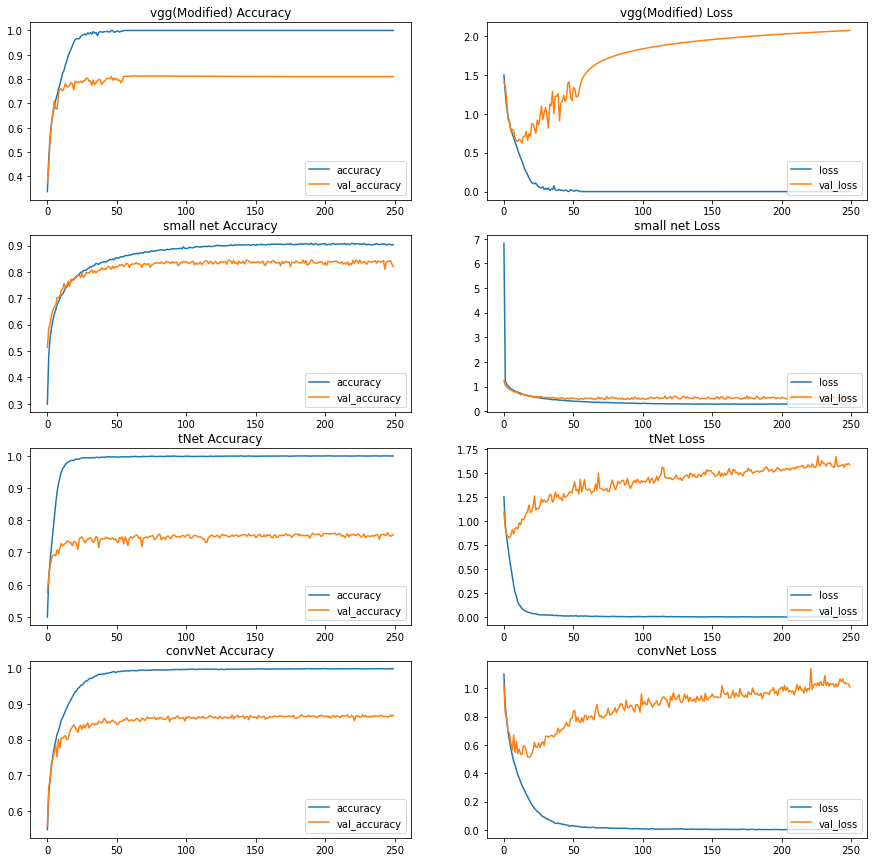 vgg(Modified) Accuracy
1.0
0.9
0.8
0.7
0.6
0.5
0.4
accuracy
val_accuracy
0 50 100 150 200 250
vgg(Modified) Loss
2.0
1.5
1.0
0.5
0.0
loss
val_loss
0 50 100 150 200 250
small net Accuracy
0.9
0.8
0.7
0.6
0.5
0.4
0.3
accuracy
val_accuracy
0 50 100 150 200 250
small net Loss
7
6
5
4
3
2
1
0
loss
val_loss
0 50 100 150 200 250
tNet Accuracy
1.0
0.9
0.8
0.7
0.6
0.5
accuracy
val_accuracy
0 50 100 150 200 250
tNet Loss
1.75
1.50
1.25
1.00
0.75
0.50
0.25
0.00
loss
val_loss
0 50 100 150 200 250
convNet Accuracy
1.0
0.9
0.8
0.7
0.6
accuracy
val_accuracy
0 50 100 150 200 250
convNet Loss
1.0
0.8
0.6
0.4
0.2
0.0
loss
val_loss
0 50 100 150 200 250